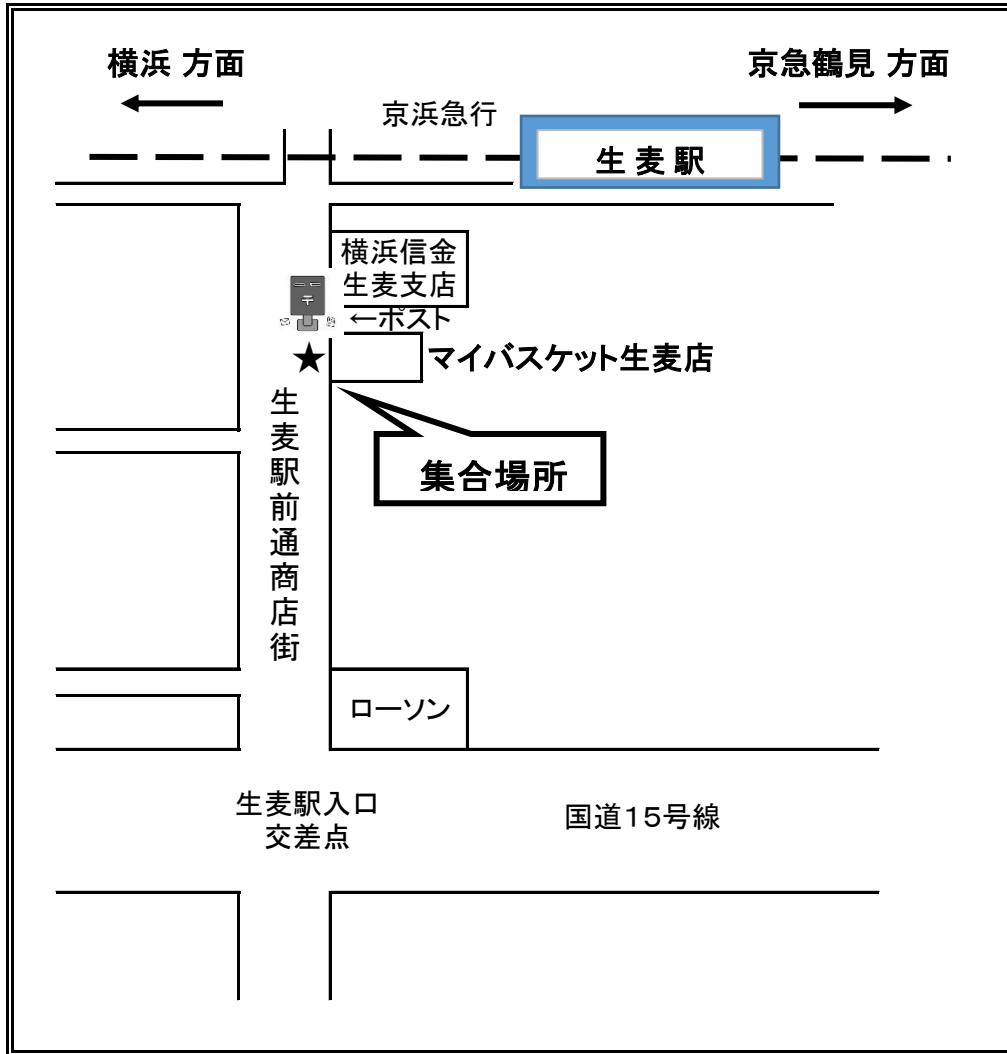 横浜 方面
京急鶴見 方面
京浜急行
生麦駅
横浜信金
生麦支店
〒
←ポスト
★
マイバスケット生麦店
集合場所
生麦駅前通商店街
ローソン
生麦駅入口
交差点
国道15号線